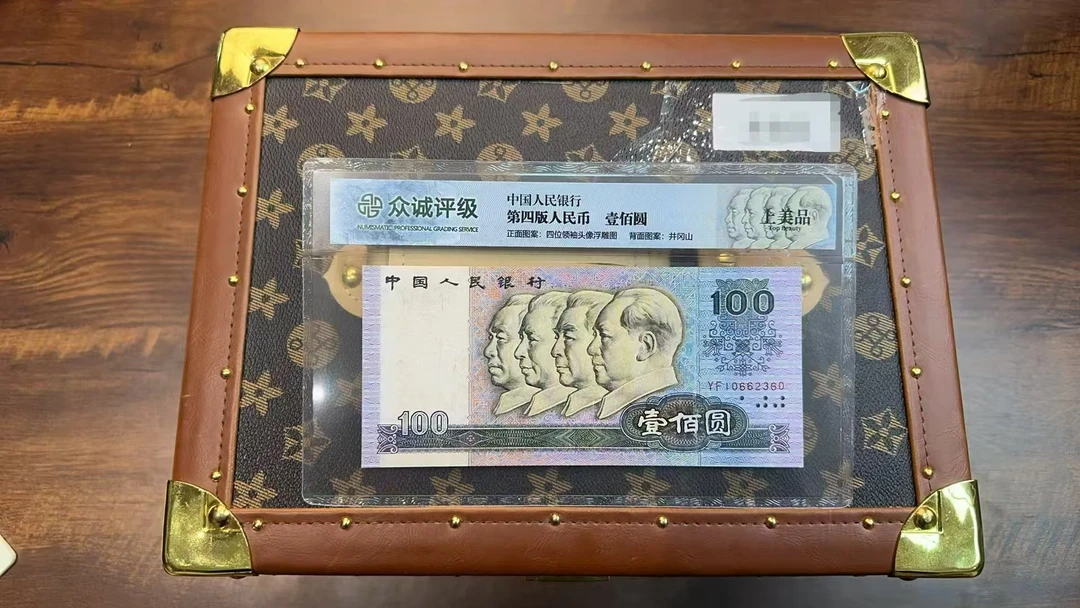 众诚评级
NUMISMATIC PROFESSIONAL GRADING SERVICE
中国人民银行
第四版人民币 壹佰圆
正面图案：四位领袖头像浮雕图 背面图案：井冈山
上美品
Top Beauty
中国人民银行
100
YF10662360
100
壹佰圆